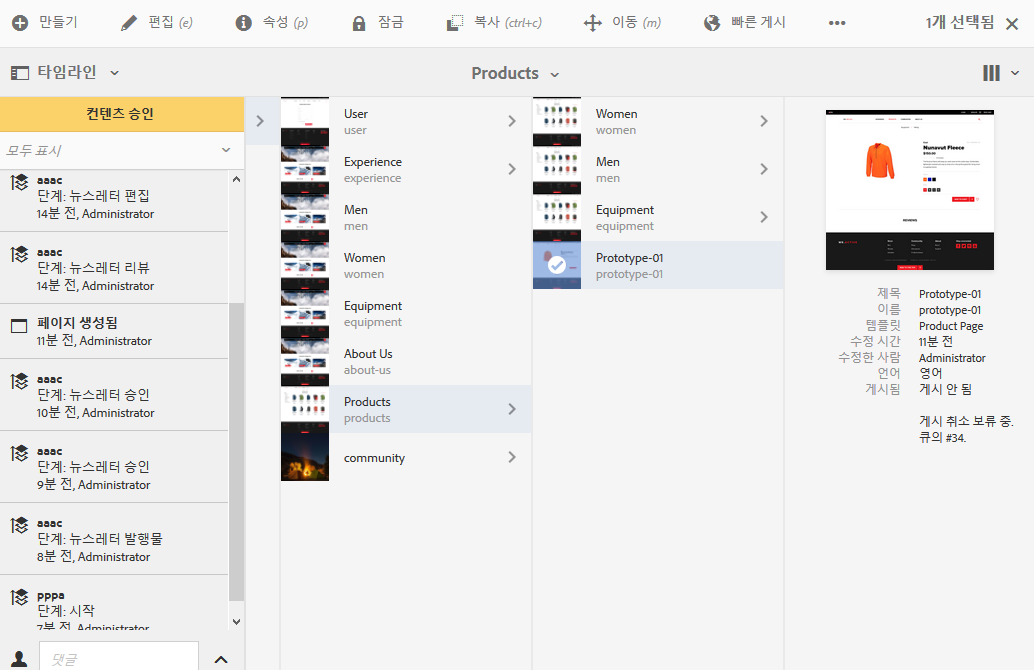 만들기
편집 (e)
속성 (p)
잠금
복사 (ctrl+c)
이동 (m)
빠른 게시
1개 선택됨
타임라인
Products
컨텐츠 승인
모두 표시
aaac
단계: 뉴스레터 편집
14분 전, Administrator
aaac
단계: 뉴스레터 리뷰
14분 전, Administrator
페이지 생성됨
11분 전, Administrator
aaac
단계: 뉴스레터 승인
10분 전, Administrator
aaac
단계: 뉴스레터 승인
9분 전, Administrator
aaac
단계: 뉴스레터 발행물
8분 전, Administrator
pppa
단계: 시작
7분 전, Administrator
댓글
User
user
Experience
experience
Men
men
Women
women
Equipment
equipment
About Us
about-us
Products
products
community
Women
women
Men
men
Equipment
equipment
Prototype-01
prototype-01
Nunavut Fleece
REVIEWS
제목 Prototype-01
이름 prototype-01
템플릿 Product Page
수정 시간 11분 전
수정한 사람 Administrator
언어 영어
게시됨 게시 안 됨
게시 취소 보류 중.
큐의 #34.